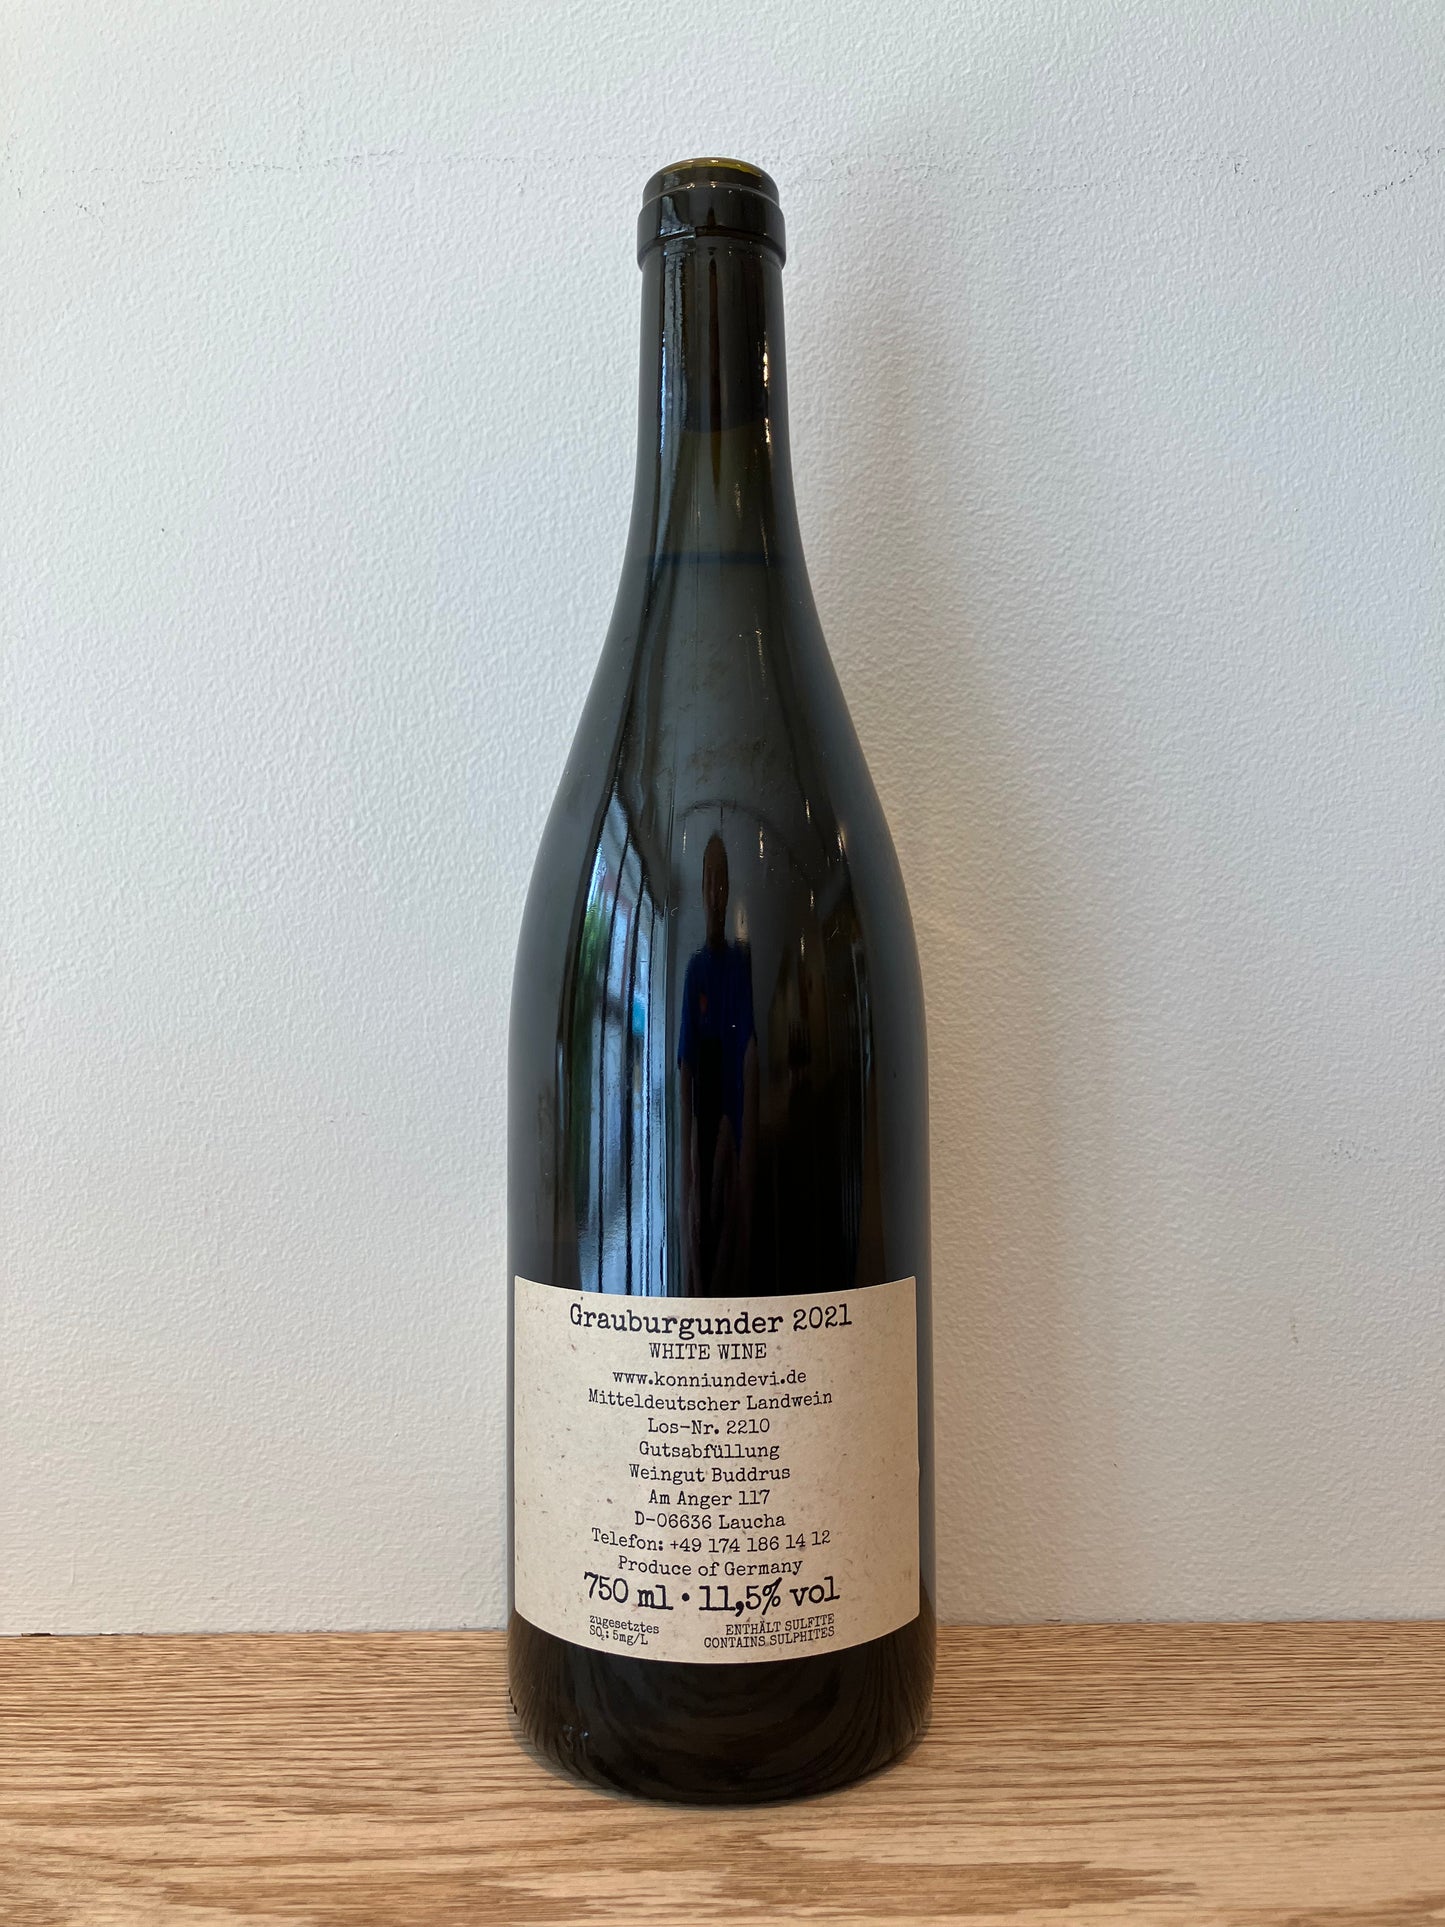 Grauburgunder 2021
WHITE WINE
www.konniundevi.de
Mitteldeutscher Landwein
Los-Nr. 2210
Gutsabfüllung
Weingut Buddrus
Am Anger 117
D-06636 Laucha
Telefon: +49 174 186 14 12
Produce of Germany
750 ml • 11,5% vol
zugesetztes
SO₂: 5mg/L
ENTHÄLT SULFITE
CONTAINS SULPHITES